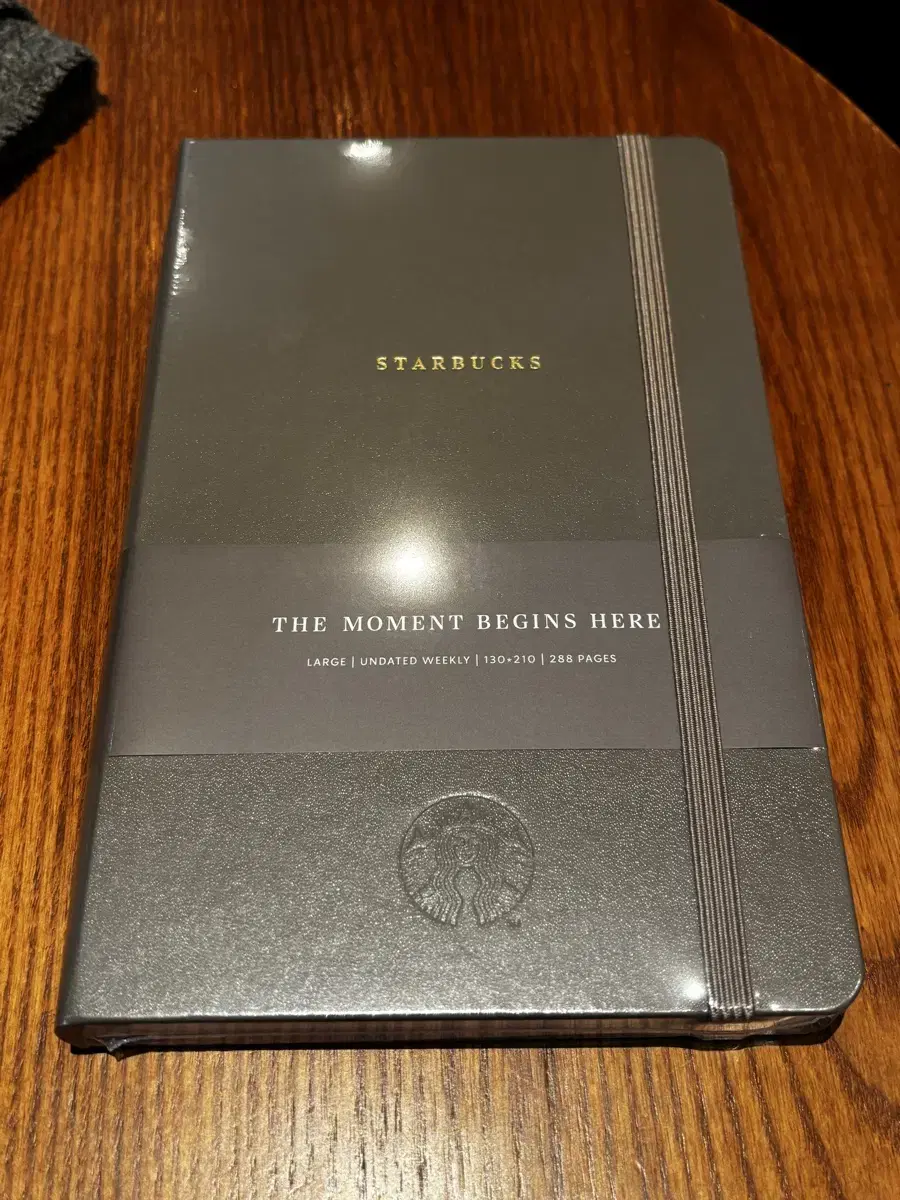 STARBUCKS
THE MOMENT BEGINS HERE
LARGE | UNDATED WEEKLY | 130*210 | 288 PAGES